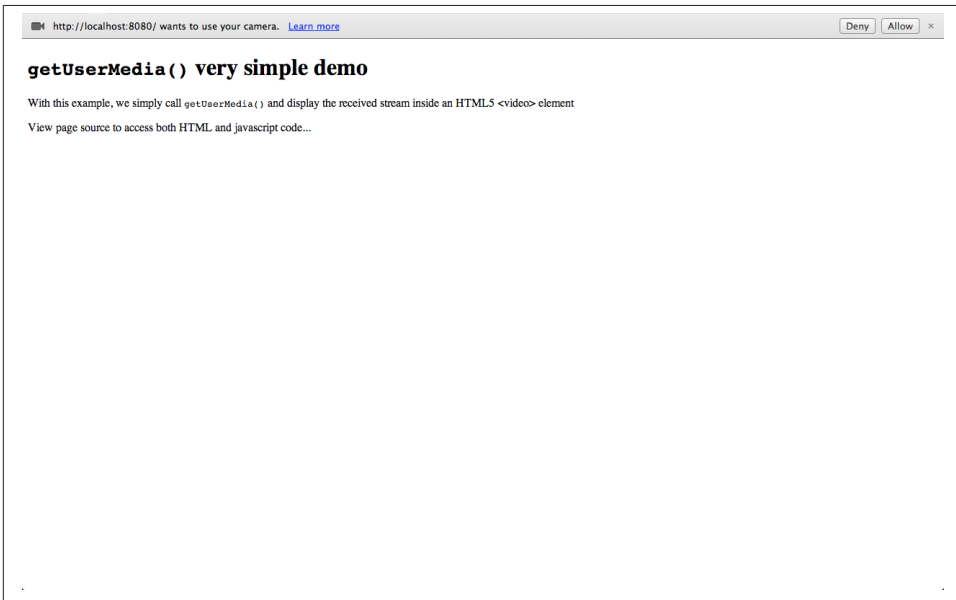 http://localhost:8080/ wants to use your camera. Learn more Deny Allow ×
getUserMedia() very simple demo
With this example, we simply call getUserMedia() and display the received stream inside an HTML5 <video> element
View page source to access both HTML and javascript code...